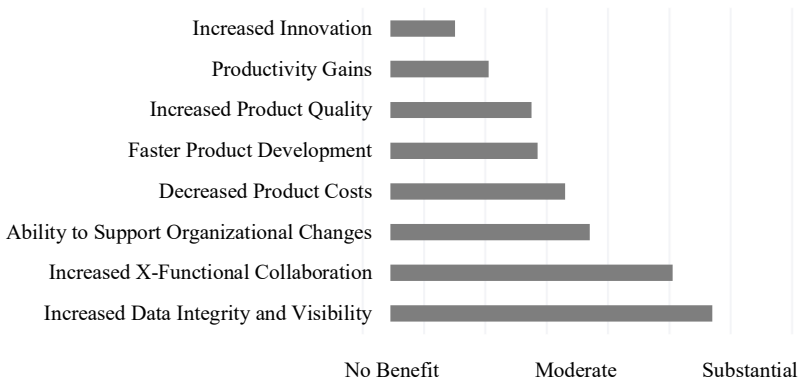 Increased Innovation
Productivity Gains
Increased Product Quality
Faster Product Development
Decreased Product Costs
Ability to Support Organizational Changes
Increased X-Functional Collaboration
Increased Data Integrity and Visibility
No Benefit Moderate Substantial